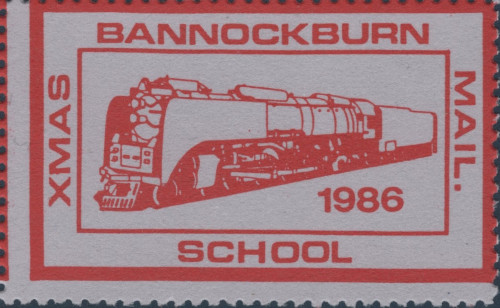 BANNOCKBURN
XMAS
MAIL.
1986
SCHOOL